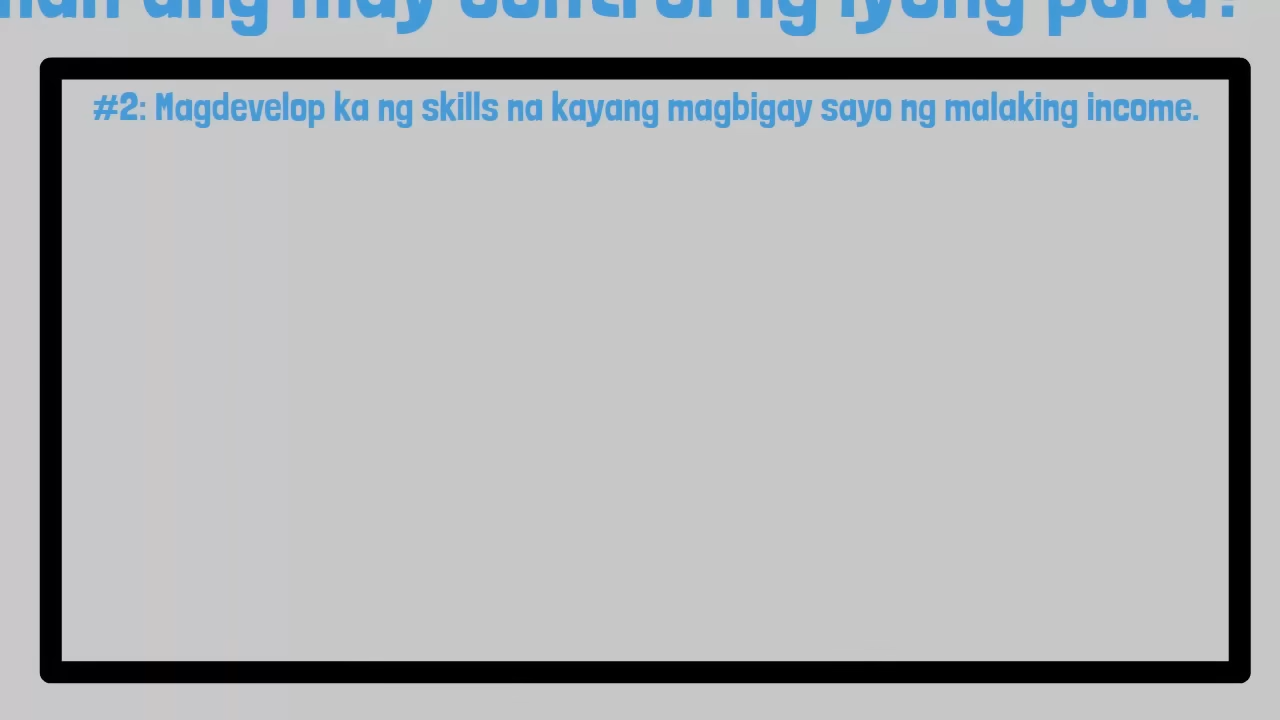 ang may control ng iyong pera?
#2: Magdevelop ka ng skills na kayang magbigay sayo ng malaking income.